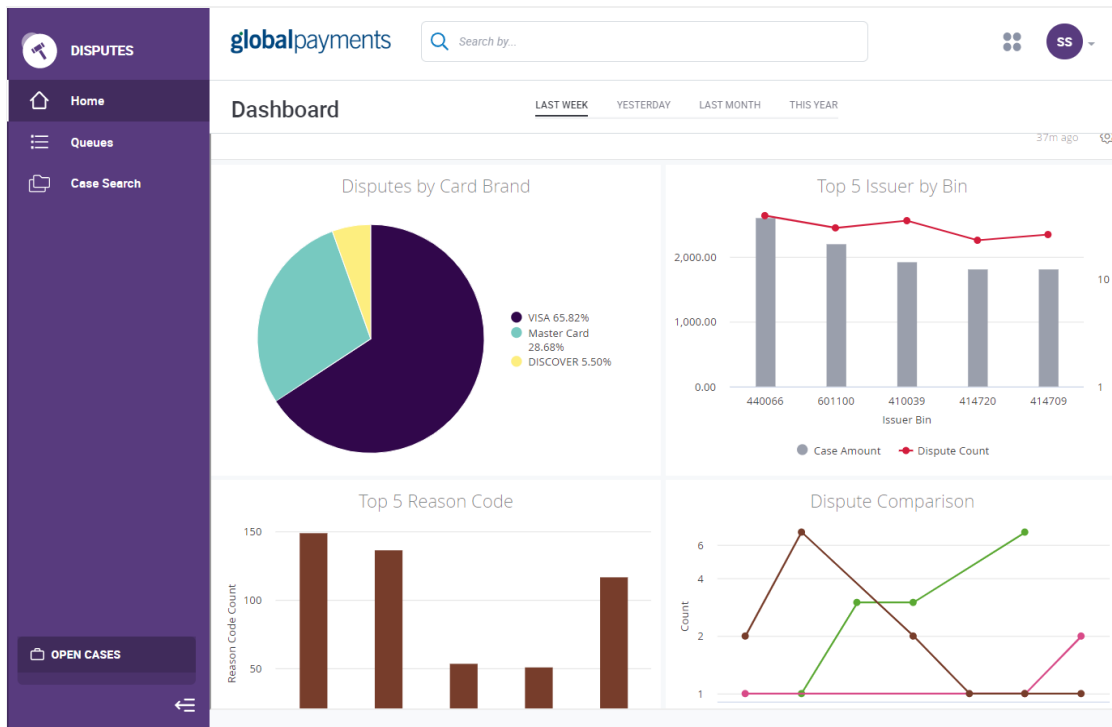 DISPUTES
Home
Queues
Case Search
OPEN CASES
globalpayments
Search by...
SS
Dashboard
LAST WEEK YESTERDAY LAST MONTH THIS YEAR
37m ago
Disputes by Card Brand
VISA 65.82%
Master Card
28.68%
DISCOVER 5.50%
Top 5 Issuer by Bin
2,000.00
1,000.00
0.00
10
1
440066 601100 410039 414720 414709
Issuer Bin
Case Amount Dispute Count
Top 5 Reason Code
Reason Code Count
150
100
50
Dispute Comparison
Count
6
4
2
1